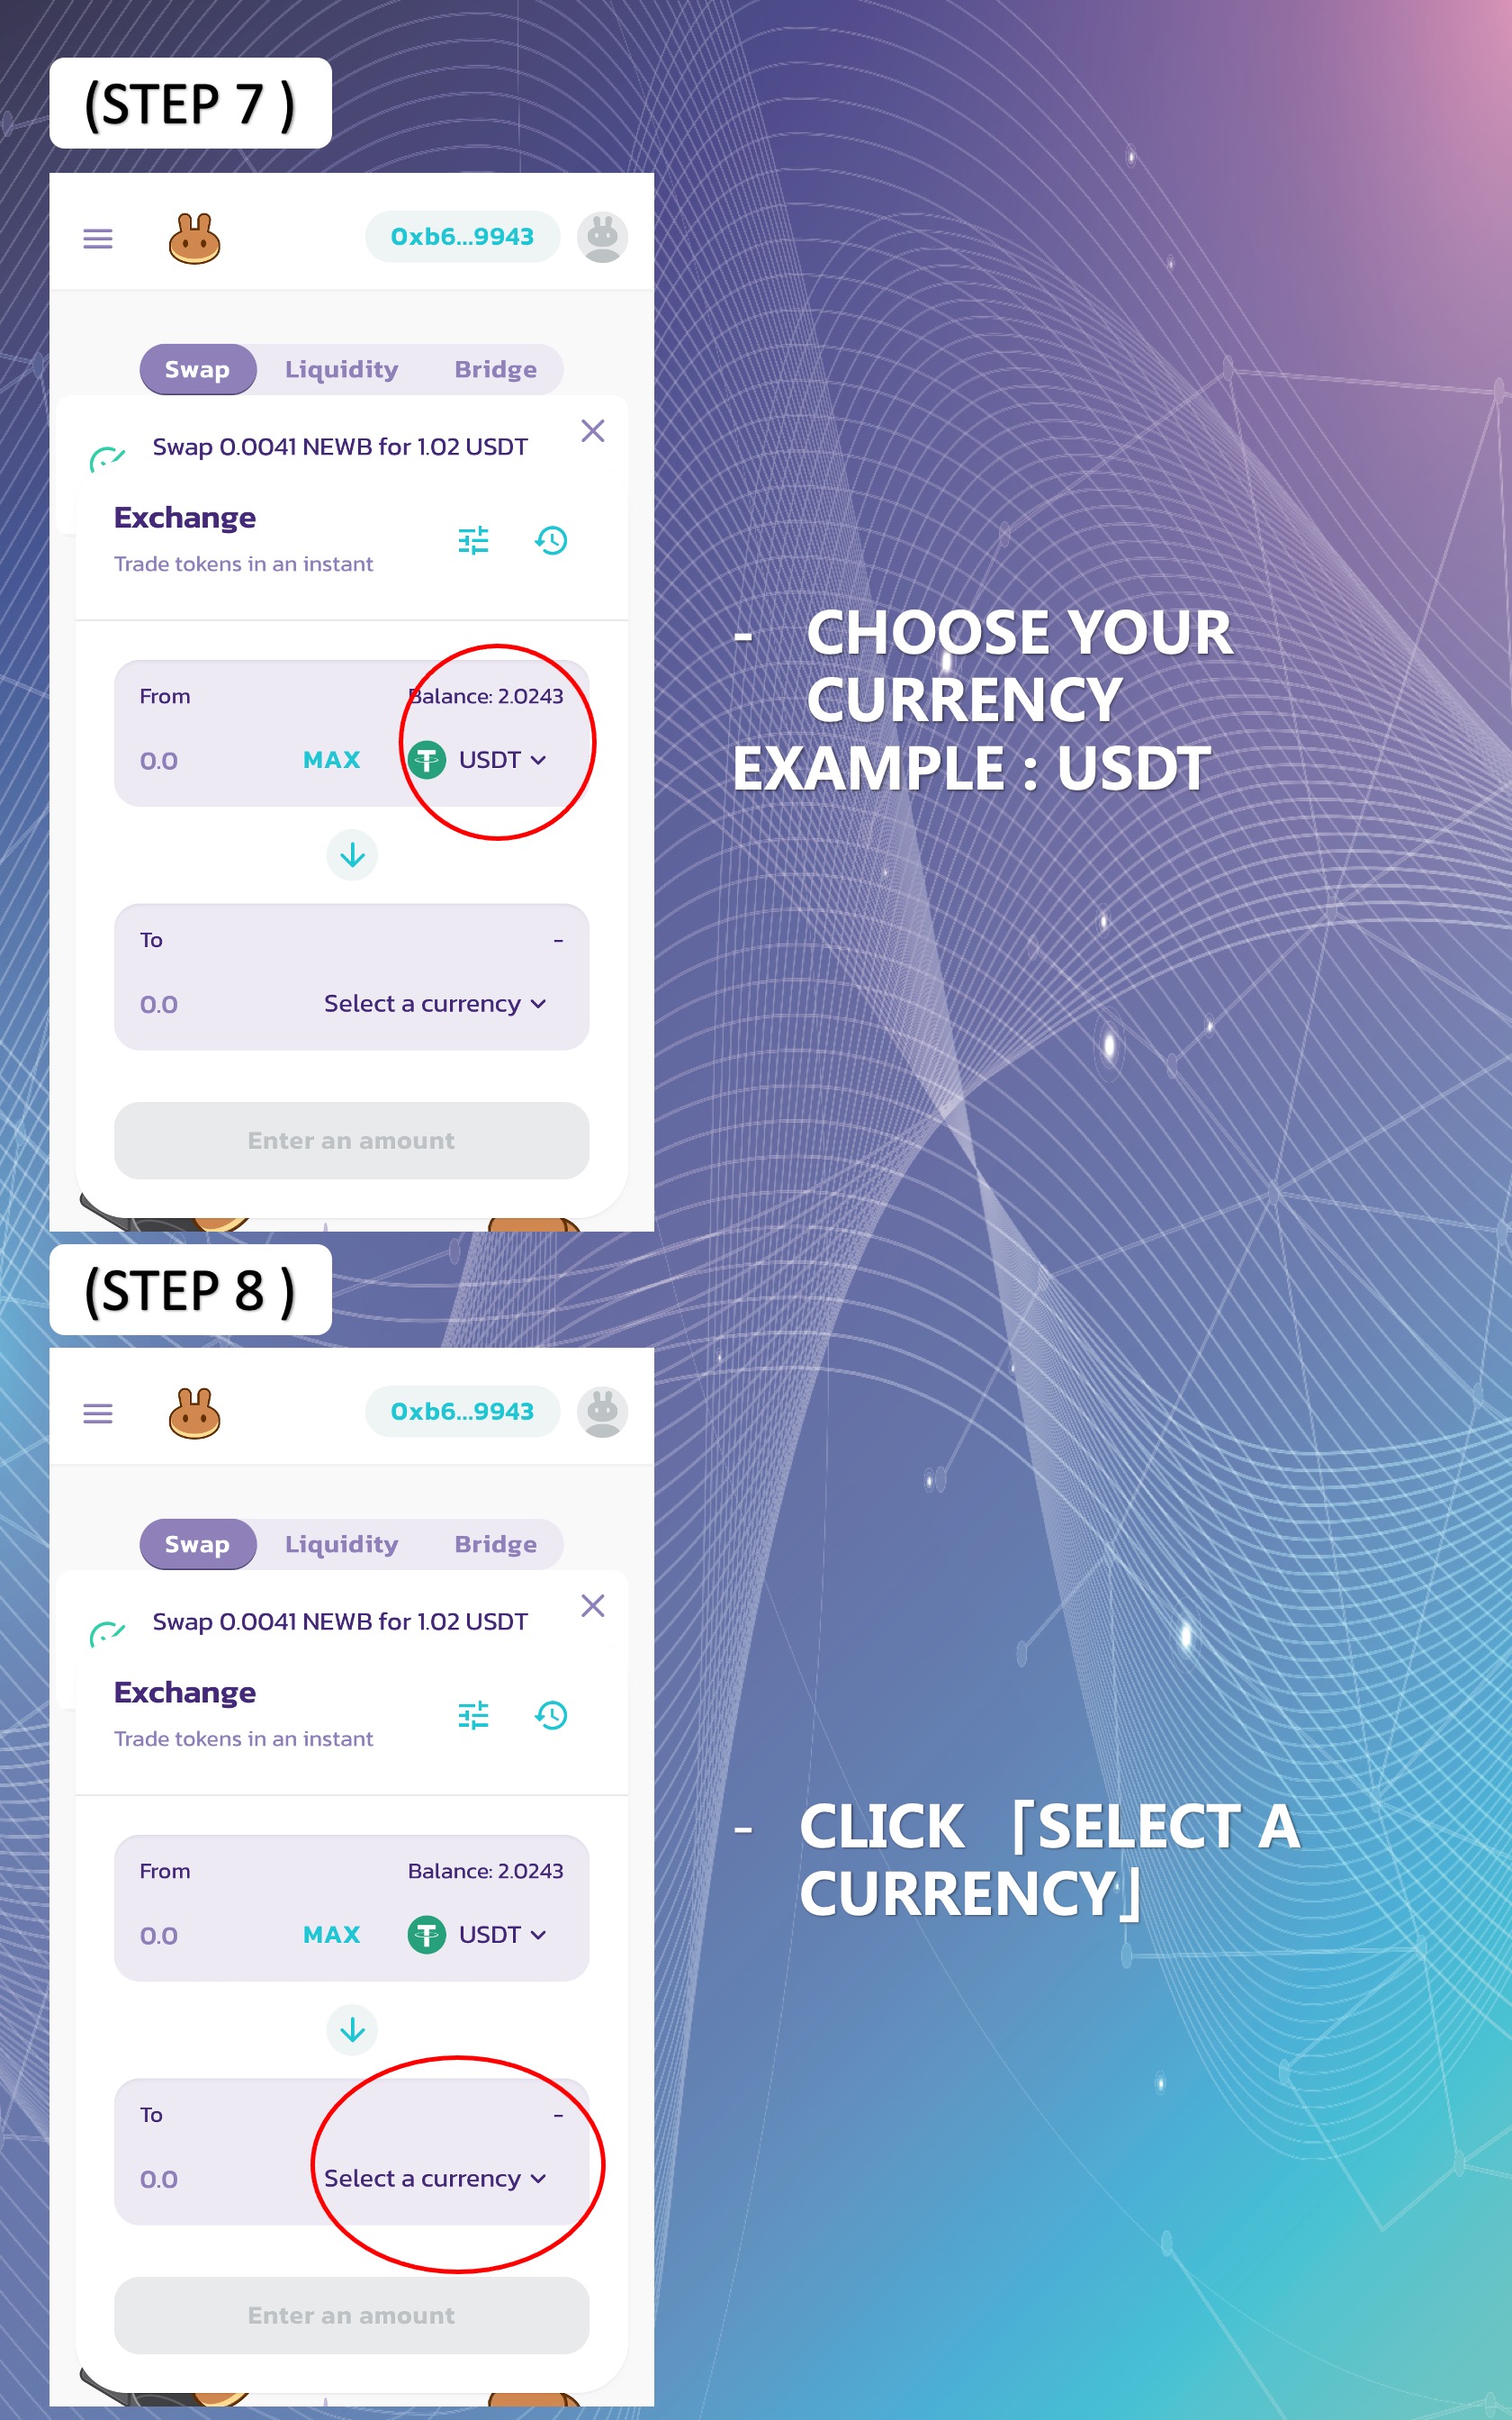 (STEP 7 )
0xb6...9943
Swap Liquidity Bridge
Swap 0.0041 NEWB for 1.02 USDT
Exchange
Trade tokens in an instant
From Balance: 2.0243
0.0 MAX USDT
To -
0.0 Select a currency
Enter an amount
- CHOOSE YOUR
CURRENCY
EXAMPLE : USDT
(STEP 8 )
0xb6...9943
Swap Liquidity Bridge
Swap 0.0041 NEWB for 1.02 USDT
Exchange
Trade tokens in an instant
From Balance: 2.0243
0.0 MAX USDT
To -
0.0 Select a currency
Enter an amount
- CLICK 「SELECT A
CURRENCY」